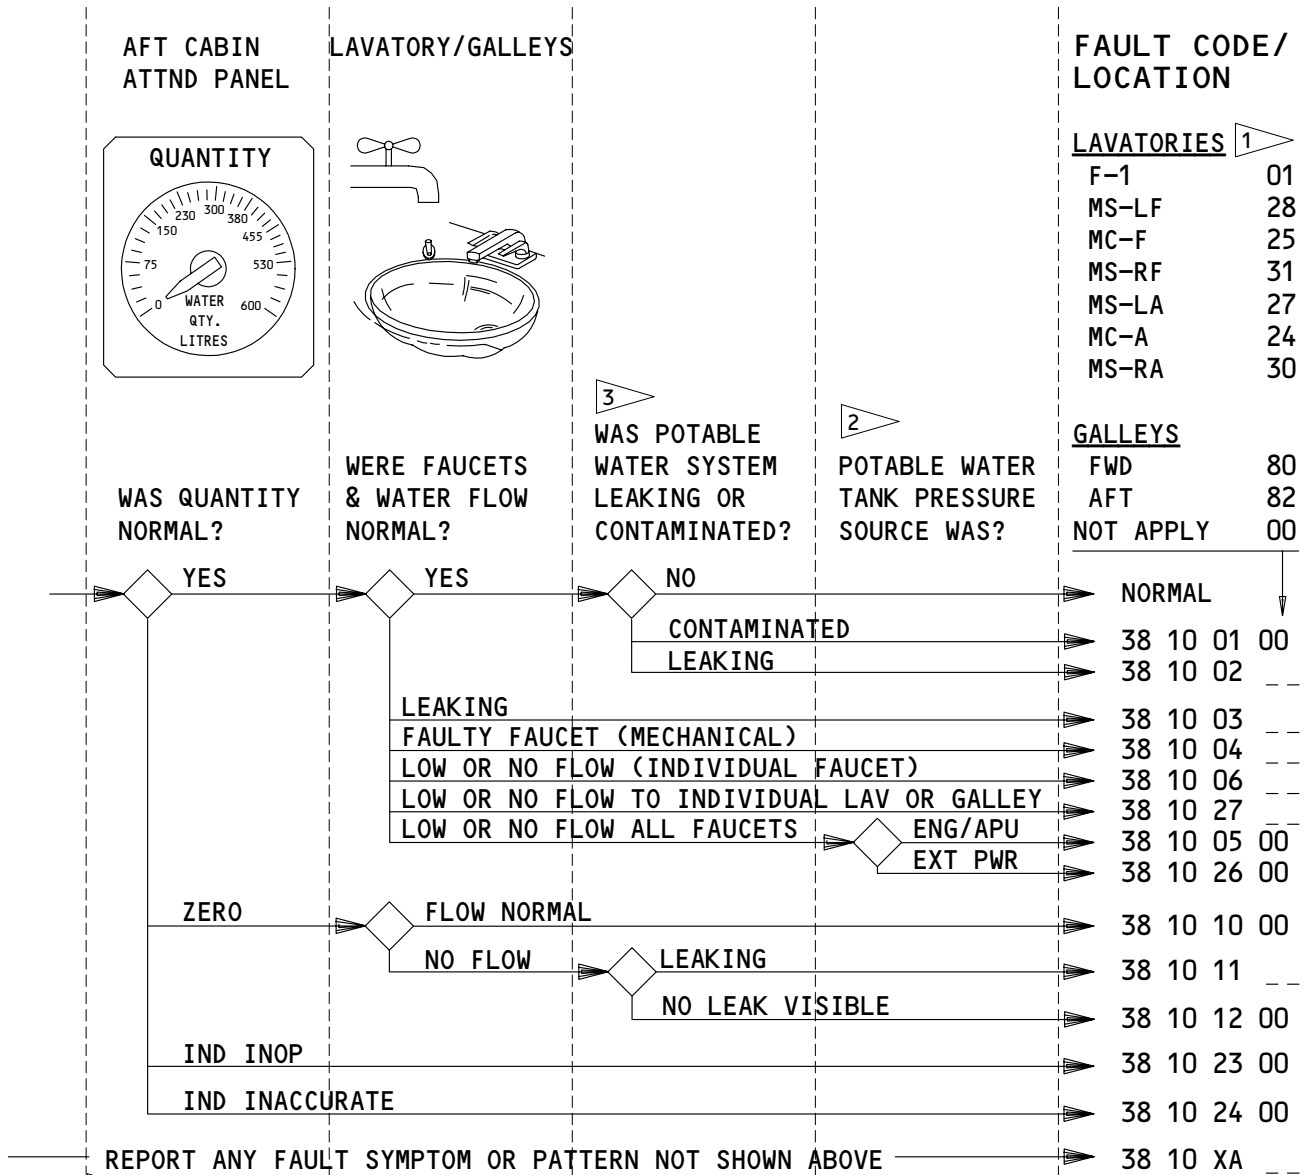 AFT CABIN
ATTND PANEL
LAVATORY/GALLEYS
FAULT CODE/
LOCATION
QUANTITY
0
75
150
230
300
380
455
530
600
WATER
QTY.
LITRES
LAVATORIES 1
F-1 01
MS-LF 28
MC-F 25
MS-RF 31
MS-LA 27
MC-A 24
MS-RA 30
GALLEYS
FWD 80
AFT 82
NOT APPLY 00
WAS QUANTITY
NORMAL?
WERE FAUCETS
& WATER FLOW
NORMAL?
3
WAS POTABLE
WATER SYSTEM
LEAKING OR
CONTAMINATED?
2
POTABLE WATER
TANK PRESSURE
SOURCE WAS?
YES YES NO NORMAL
CONTAMINATED 38 10 01 00
LEAKING 38 10 02 _ _
LEAKING 38 10 03 _ _
FAULTY FAUCET (MECHANICAL) 38 10 04 _ _
LOW OR NO FLOW (INDIVIDUAL FAUCET) 38 10 06 _ _
LOW OR NO FLOW TO INDIVIDUAL LAV OR GALLEY 38 10 27 _ _
LOW OR NO FLOW ALL FAUCETS ENG/APU 38 10 05 00
EXT PWR 38 10 26 00
ZERO FLOW NORMAL 38 10 10 00
NO FLOW LEAKING 38 10 11 _ _
NO LEAK VISIBLE 38 10 12 00
IND INOP 38 10 23 00
IND INACCURATE 38 10 24 00
REPORT ANY FAULT SYMPTOM OR PATTERN NOT SHOWN ABOVE 38 10 XA _ _